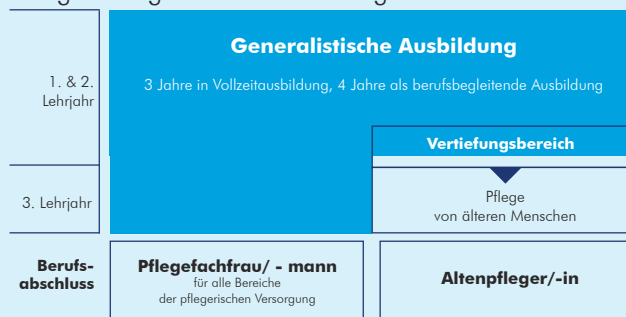 Generalistische Ausbildung
1. & 2.
Lehrjahr
3 Jahre in Vollzeitausbildung, 4 Jahre als berufsbegleitende Ausbildung
Vertiefungsbereich
3. Lehrjahr
Pflege
von älteren Menschen
Berufs-
abschluss
Pflegefachfrau/ - mann
für alle Bereiche
der pflegerischen Versorgung
Altenpfleger/-in